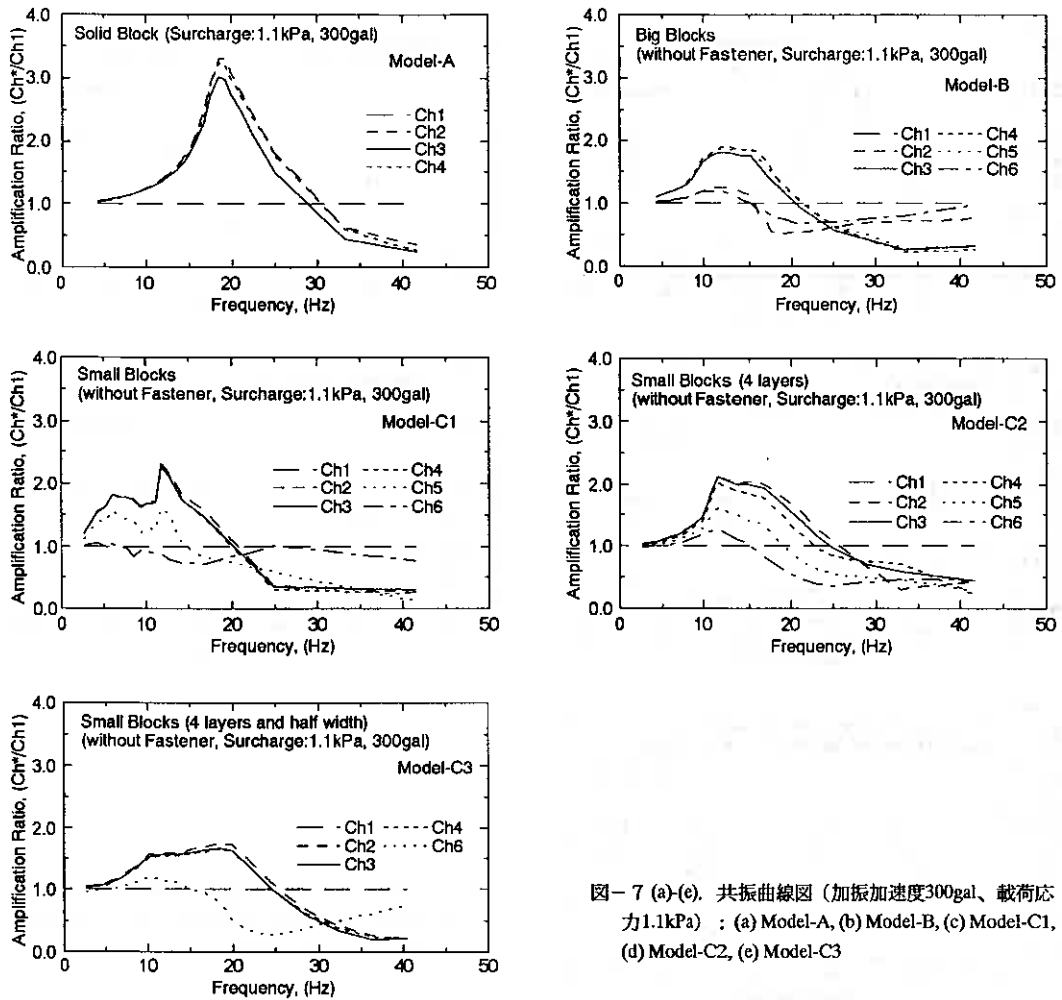 Solid Block (Surcharge:1.1kPa, 300gal)
Model-A
Ch1
Ch2
Ch3
Ch4
Amplification Ratio, (Ch*/Ch1)
4.0
3.0
2.0
1.0
0.0
0 10 20 30 40 50
Frequency, (Hz)
Big Blocks
(without Fastener, Surcharge:1.1kPa, 300gal)
Model-B
Ch1 Ch4
Ch2 Ch5
Ch3 Ch6
Amplification Ratio, (Ch*/Ch1)
4.0
3.0
2.0
1.0
0.0
0 10 20 30 40 50
Frequency, (Hz)
Small Blocks
(without Fastener, Surcharge:1.1kPa, 300gal)
Model-C1
Ch1 Ch4
Ch2 Ch5
Ch3 Ch6
Amplification Ratio, (Ch*/Ch1)
4.0
3.0
2.0
1.0
0.0
0 10 20 30 40 50
Frequency, (Hz)
Small Blocks (4 layers)
(without Fastener, Surcharge:1.1kPa, 300gal)
Model-C2
Ch1 Ch4
Ch2 Ch5
Ch3 Ch6
Amplification Ratio, (Ch*/Ch1)
4.0
3.0
2.0
1.0
0.0
0 10 20 30 40 50
Frequency, (Hz)
Small Blocks (4 layers and half width)
(without Fastener, Surcharge:1.1kPa, 300gal)
Model-C3
Ch1 Ch4
Ch2 Ch6
Ch3
Amplification Ratio, (Ch*/Ch1)
4.0
3.0
2.0
1.0
0.0
0 10 20 30 40 50
Frequency, (Hz)
図－7 (a)-(e). 共振曲線図（加振加速度300gal、載荷応
力1.1kPa）：(a) Model-A, (b) Model-B, (c) Model-C1,
(d) Model-C2, (e) Model-C3